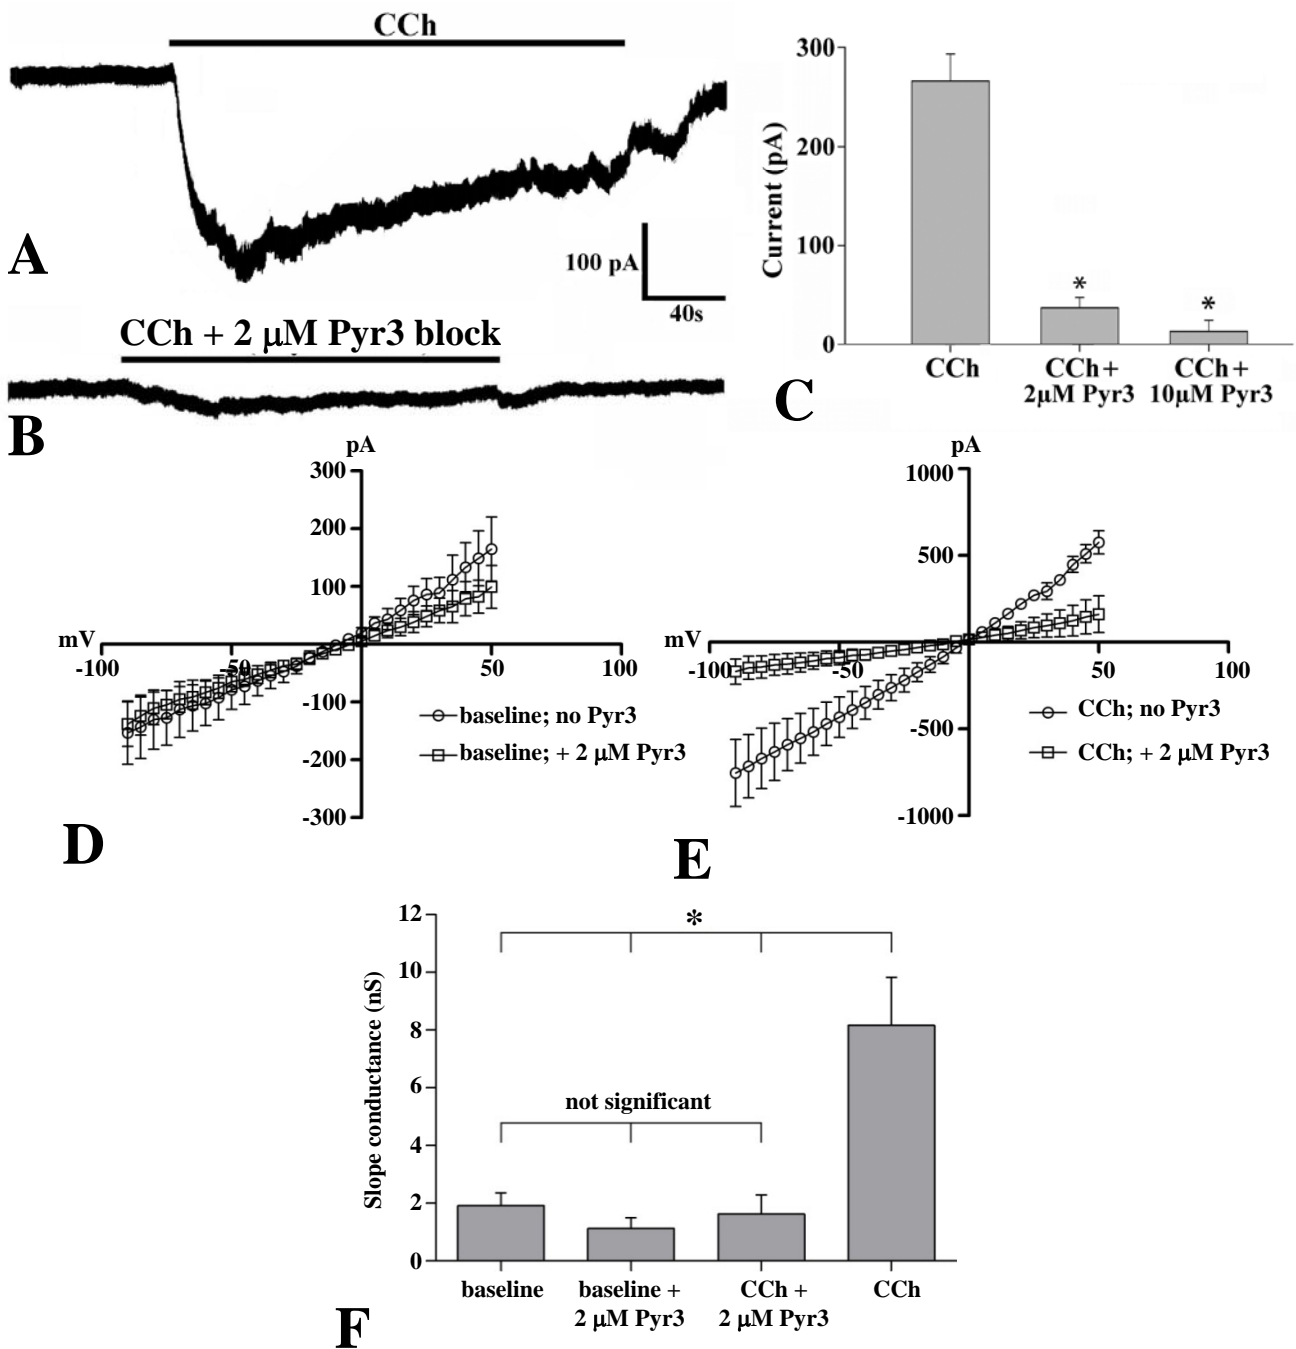 CCh
A
100 pA
40s
CCh + 2 μM Pyr3 block
B
300
200
100
0
Current (pA)
*
*
CCh
CCh +
2μM Pyr3
CCh +
10μM Pyr3
C
pA
300
200
100
mV
-100
-50
50
100
-100
-200
-300
baseline; no Pyr3
baseline; + 2 μM Pyr3
D
pA
1000
500
mV
-100
-50
50
100
-500
-1000
CCh; no Pyr3
CCh; + 2 μM Pyr3
E
12
10
8
6
4
2
0
Slope conductance (nS)
*
not significant
baseline
baseline +
2 μM Pyr3
CCh +
2 μM Pyr3
CCh
F